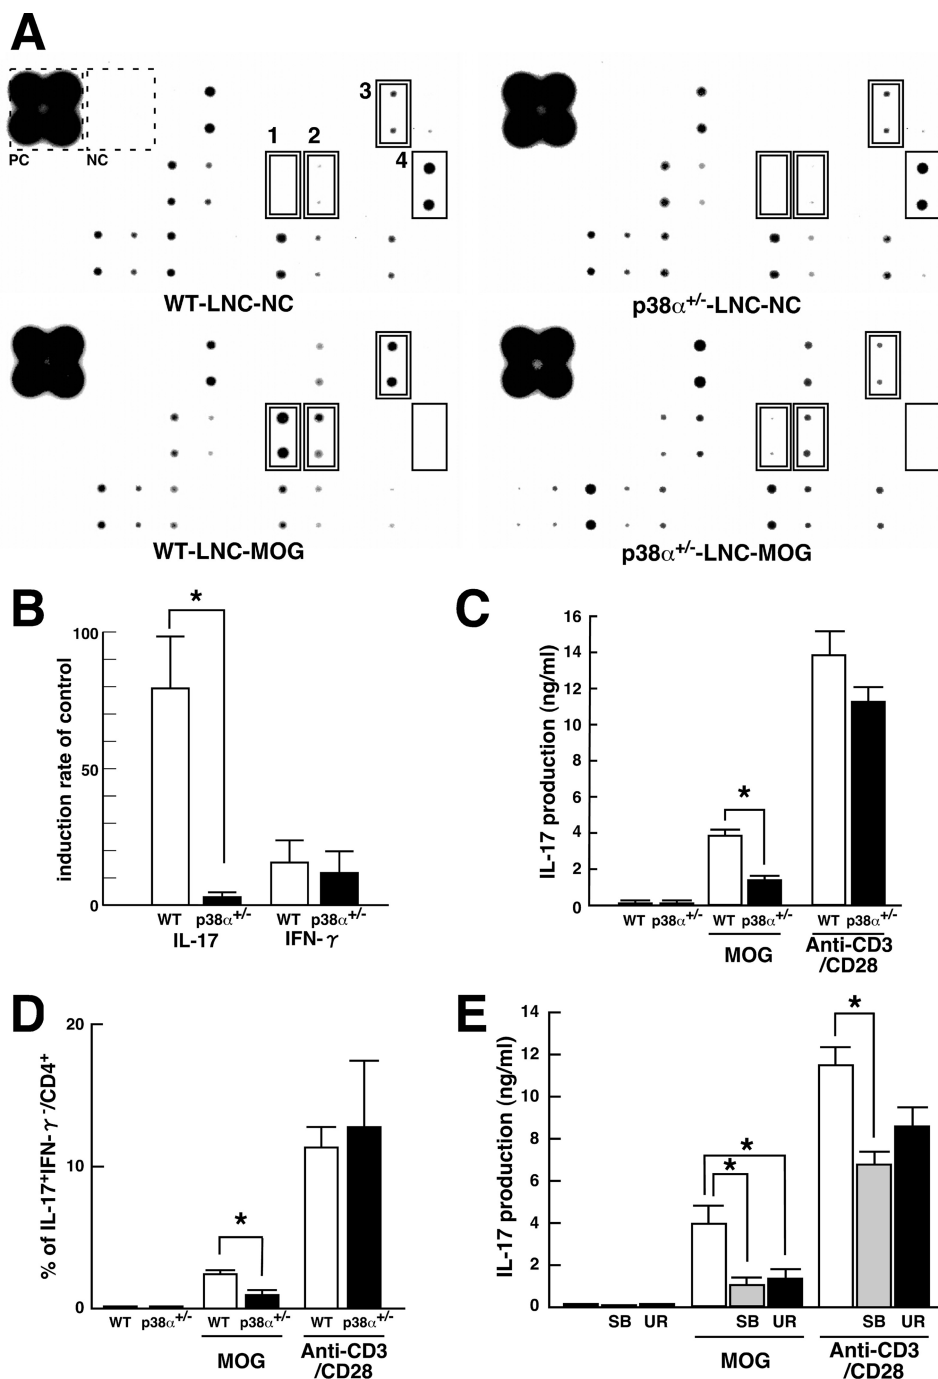 A
3
1 2
4
PC NC
WT-LNC-NC
p38α+/--LNC-NC
WT-LNC-MOG
p38α+/--LNC-MOG
B
*
induction rate of control
100
50
0
WT p38α+/- WT p38α+/-
IL-17 IFN-γ
C
IL-17 production (ng/ml)
16
14
12
10
8
6
4
2
0
*
WT p38α+/- WT p38α+/- WT p38α+/-
MOG
Anti-CD3
/CD28
D
% of IL-17+IFN-γ-/CD4+
20
10
0
*
WT p38α+/- WT p38α+/- WT p38α+/-
MOG
Anti-CD3
/CD28
E
IL-17 production (ng/ml)
14
12
10
8
6
4
2
0
*
*
*
SB UR SB UR SB UR
MOG
Anti-CD3
/CD28